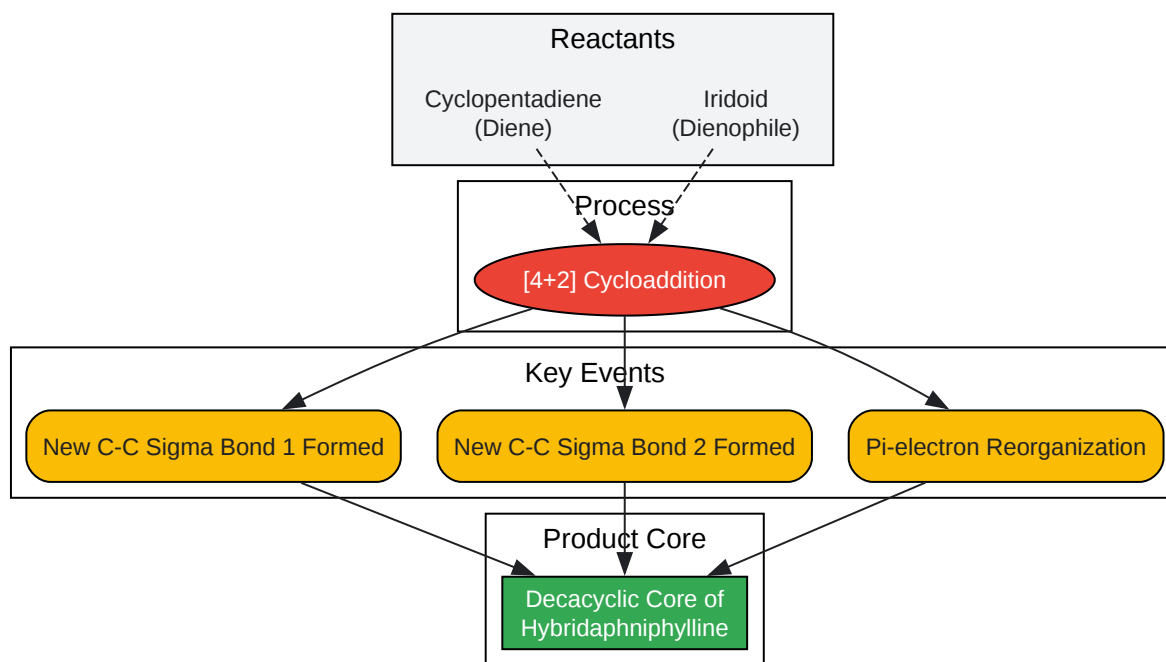 Reactants
Cyclopentadiene
(Diene)
Iridoid
(Dienophile)
Process
[4+2] Cycloaddition
Key Events
New C-C Sigma Bond 1 Formed
New C-C Sigma Bond 2 Formed
Pi-electron Reorganization
Product Core
Decacyclic Core of
Hybridaphniphylline